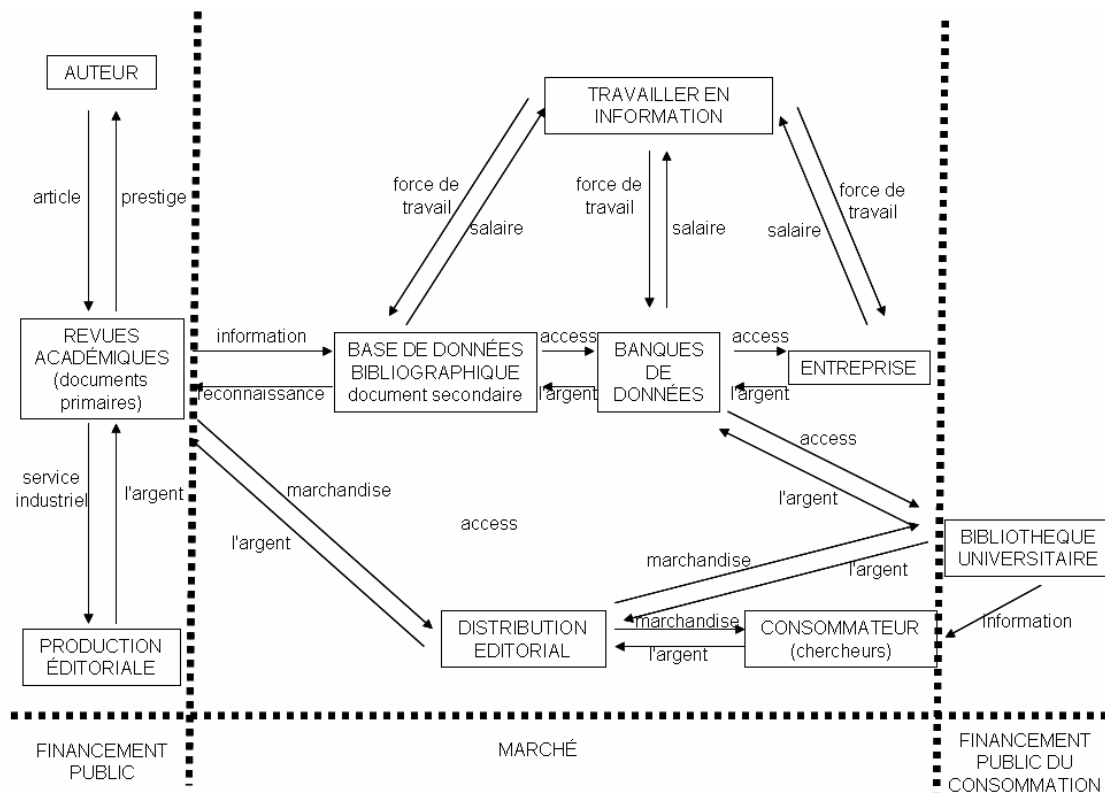 AUTEUR
TRAVAILLER EN
INFORMATION
article
prestige
force de
travail
salaire
force de
travail
salaire
force de
travail
salaire
REVUES
ACADÉMIQUES
(documents
primaires)
information
reconnaissance
BASE DE DONNÉES
BIBLIOGRAPHIQUE
document secondaire
access
l'argent
BANQUES
DE
DONNÉES
access
l'argent
ENTREPRISE
service
industriel
l'argent
marchandise
l'argent
access
access
l'argent
marchandise
l'argent
BIBLIOTHEQUE
UNIVERSITAIRE
PRODUCTION
ÉDITORIALE
DISTRIBUTION
EDITORIAL
marchandise
l'argent
CONSOMMATEUR
(chercheurs)
Information
FINANCEMENT
PUBLIC
MARCHÉ
FINANCEMENT
PUBLIC DU
CONSOMMATION